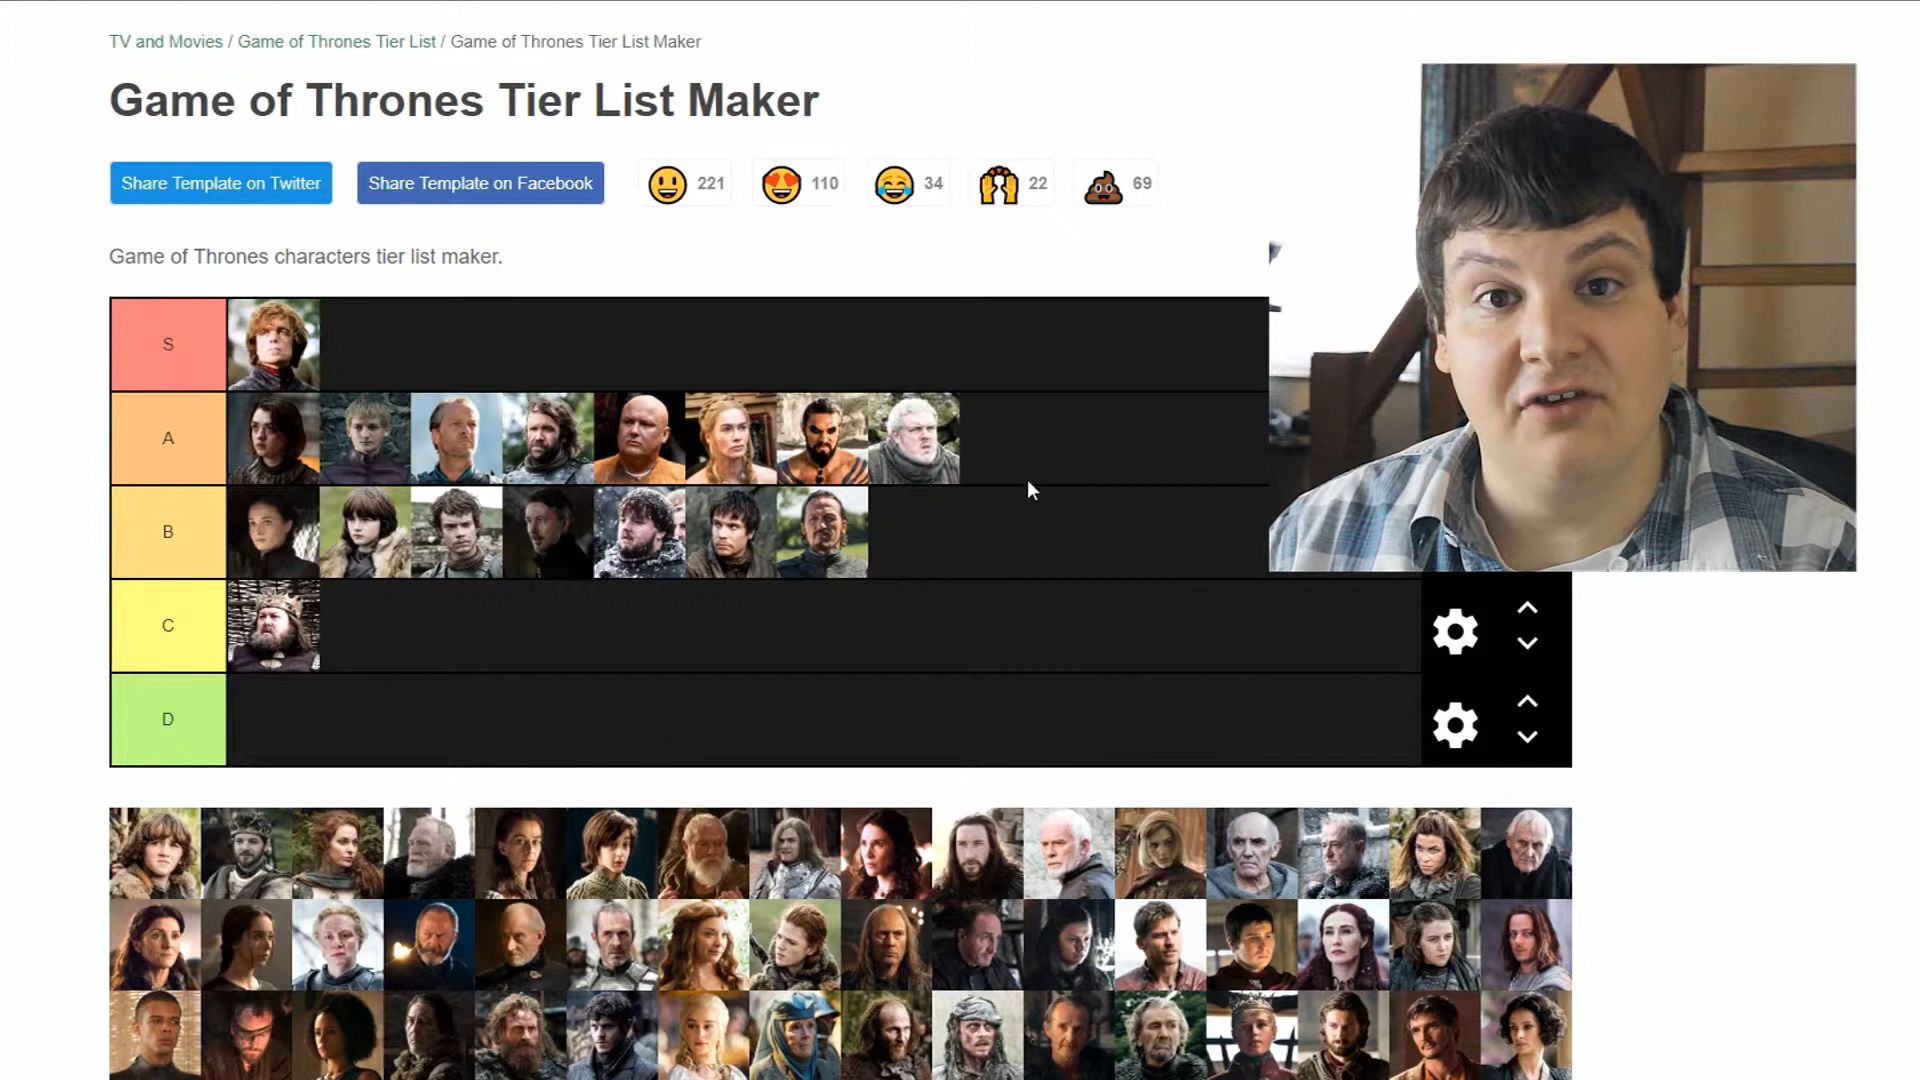 TV and Movies / Game of Thrones Tier List / Game of Thrones Tier List Maker
Game of Thrones Tier List Maker
Share Template on Twitter Share Template on Facebook 221 110 34 22 69
Game of Thrones characters tier list maker.
S
A
B
C
D